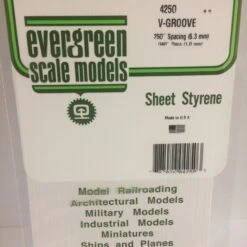 4250
V-GROOVE
.250" Spacing (6.3 mm)
.040" Thick (1.0 mm)
evergreen
scale models
Sheet Styrene
Made in U.S.A.
Model Railroading
Architectural Models
Military Models
Industrial Models
Miniatures
Ships and Planes